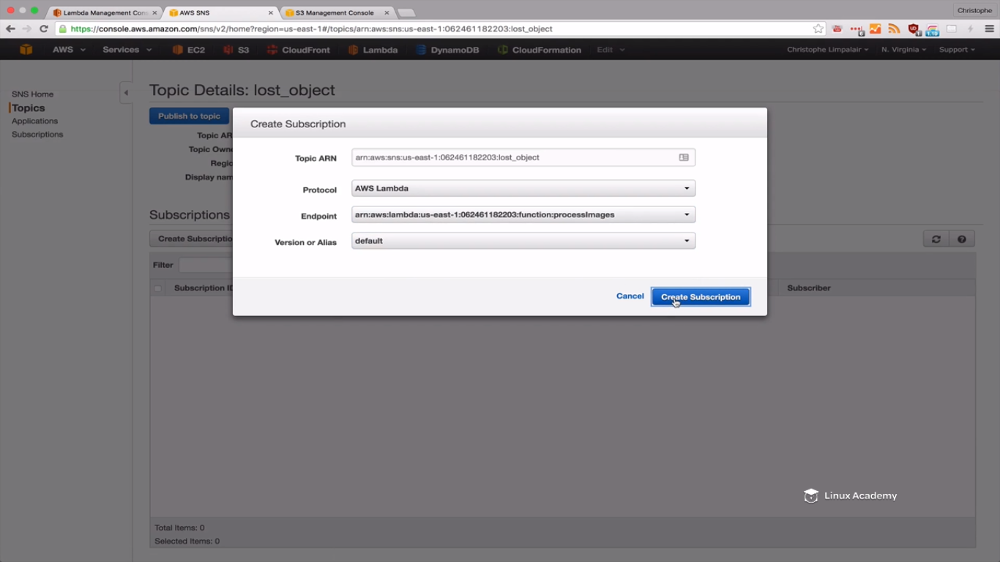 Lambda Management Con
AWS SNS
S3 Management Console
Christophe
https://console.aws.amazon.com/sns/v2/home?region=us-east-1#/topics/arn:aws:sns:us-east-1:062461182203:lost_object
AWS Services EC2 S3 CloudFront Lambda DynamoDB CloudFormation Edit Christophe Limpalair N. Virginia Support
SNS Home
Topics
Applications
Subscriptions
Topic Details: lost_object
Publish to topic
Topic AR
Topic Owne
Regio
Display nam
Subscriptions
Create Subscriptio
Filter
Subscription ID
Subscriber
Total Items: 0
Selected Items: 0
Create Subscription
Topic ARN arn:aws:sns:us-east-1:062461182203:lost_object
Protocol AWS Lambda
Endpoint arn:aws:lambda:us-east-1:062461182203:function:processImages
Version or Alias default
Cancel Create Subscription
Linux Academy